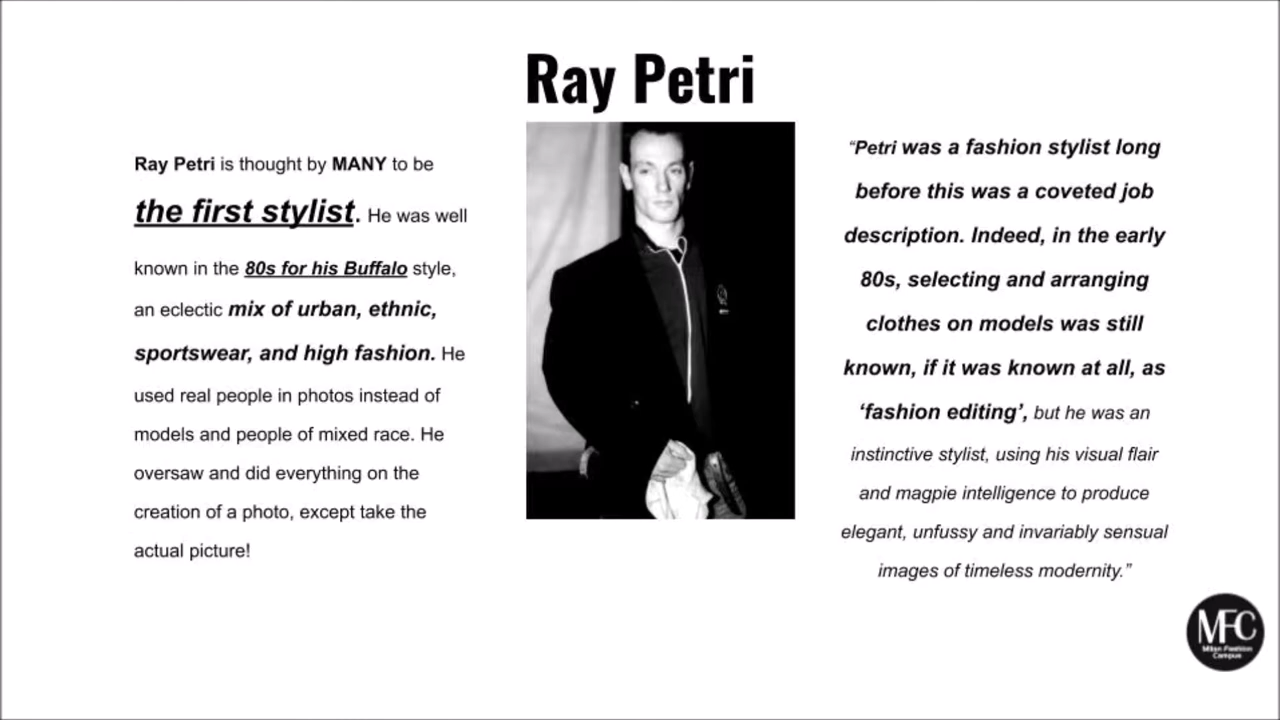 Ray Petri
Ray Petri is thought by MANY to be
the first stylist. He was well
known in the 80s for his Buffalo style,
an eclectic mix of urban, ethnic,
sportswear, and high fashion. He
used real people in photos instead of
models and people of mixed race. He
oversaw and did everything on the
creation of a photo, except take the
actual picture!
“Petri was a fashion stylist long
before this was a coveted job
description. Indeed, in the early
80s, selecting and arranging
clothes on models was still
known, if it was known at all, as
‘fashion editing’, but he was an
instinctive stylist, using his visual flair
and magpie intelligence to produce
elegant, unfussy and invariably sensual
images of timeless modernity.”
MFC
Milan Fashion
Campus